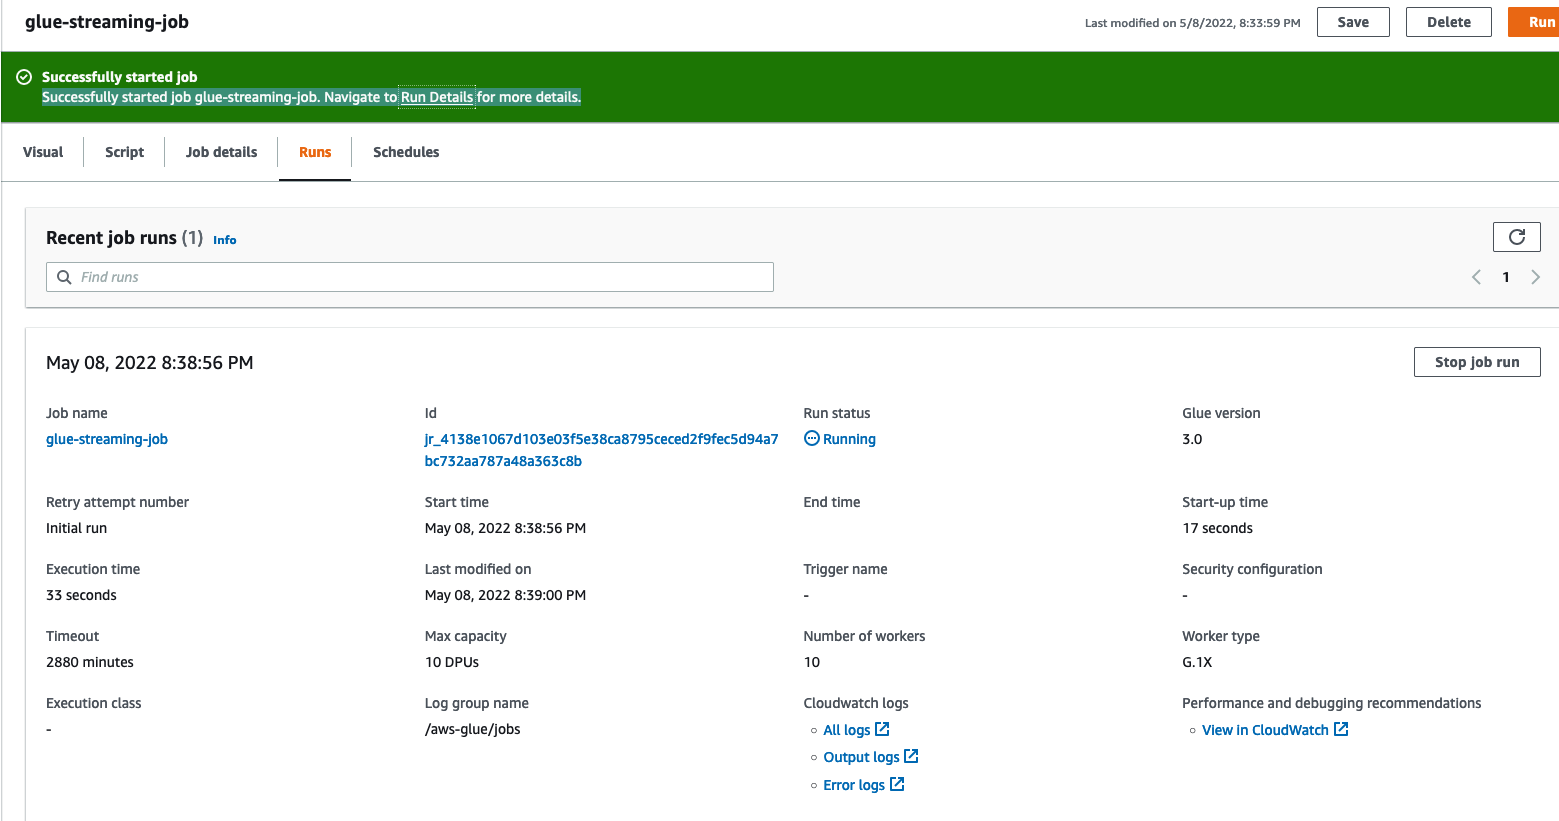 glue-streaming-job
Last modified on 5/8/2022, 8:33:59 PM
Save
Delete
Run
Successfully started job
Successfully started job glue-streaming-job. Navigate to Run Details for more details.
Visual
Script
Job details
Runs
Schedules
Recent job runs (1) Info
Find runs
1
May 08, 2022 8:38:56 PM
Stop job run
Job name
glue-streaming-job
Id
jr_4138e1067d103e03f5e38ca8795ceced2f9fec5d94a7
bc732aa787a48a363c8b
Run status
Running
Glue version
3.0
Retry attempt number
Initial run
Start time
May 08, 2022 8:38:56 PM
End time
Start-up time
17 seconds
Execution time
33 seconds
Last modified on
May 08, 2022 8:39:00 PM
Trigger name
-
Security configuration
-
Timeout
2880 minutes
Max capacity
10 DPUs
Number of workers
10
Worker type
G.1X
Execution class
-
Log group name
/aws-glue/jobs
Cloudwatch logs
All logs
Output logs
Error logs
Performance and debugging recommendations
View in CloudWatch